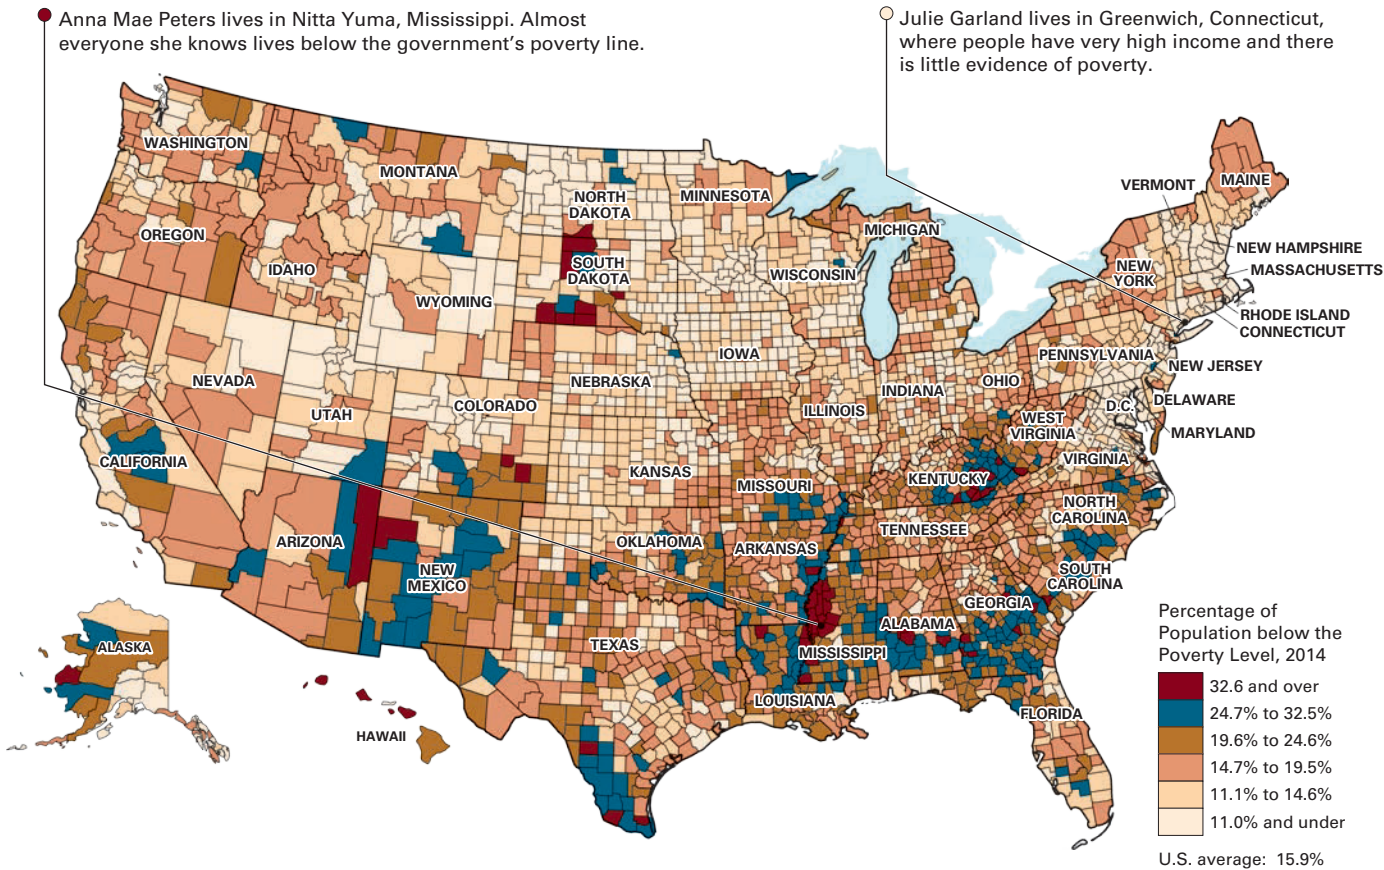 Anna Mae Peters lives in Nitta Yuma, Mississippi. Almost
everyone she knows lives below the government’s poverty line.
Julie Garland lives in Greenwich, Connecticut,
where people have very high income and there
is little evidence of poverty.
WASHINGTON
MONTANA
NORTH
DAKOTA
MINNESOTA
VERMONT
MAINE
OREGON
IDAHO
SOUTH
DAKOTA
WISCONSIN
MICHIGAN
NEW
YORK
NEW HAMPSHIRE
MASSACHUSETTS
WYOMING
RHODE ISLAND
CONNECTICUT
IOWA
PENNSYLVANIA
NEW JERSEY
NEVADA
NEBRASKA
INDIANA
OHIO
UTAH
COLORADO
ILLINOIS
D.C.
DELAWARE
WEST
VIRGINIA
MARYLAND
CALIFORNIA
KANSAS
MISSOURI
KENTUCKY
VIRGINIA
NORTH
CAROLINA
ARIZONA
OKLAHOMA
ARKANSAS
TENNESSEE
NEW
MEXICO
SOUTH
CAROLINA
GEORGIA
ALABAMA
ALASKA
TEXAS
MISSISSIPPI
LOUISIANA
FLORIDA
HAWAII
Percentage of
Population below the
Poverty Level, 2014
32.6 and over
24.7% to 32.5%
19.6% to 24.6%
14.7% to 19.5%
11.1% to 14.6%
11.0% and under
U.S. average: 15.9%